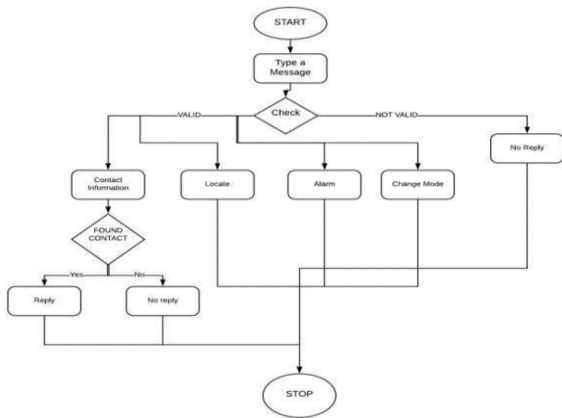 START
Type a
Message
Check
VALID
NOT VALID
No Reply
Contact
Information
Locate
Alarm
Change Mode
FOUND
CONTACT
Yes
No
Reply
No reply
STOP